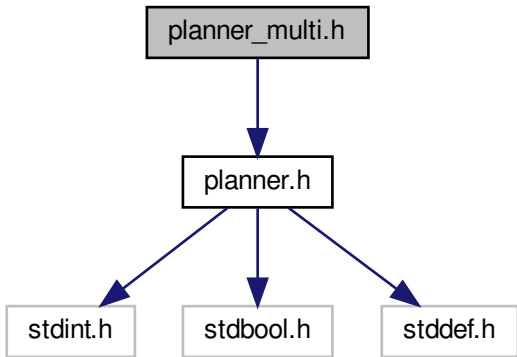 planner_multi.h
planner.h
stdint.h
stdbool.h
stddef.h